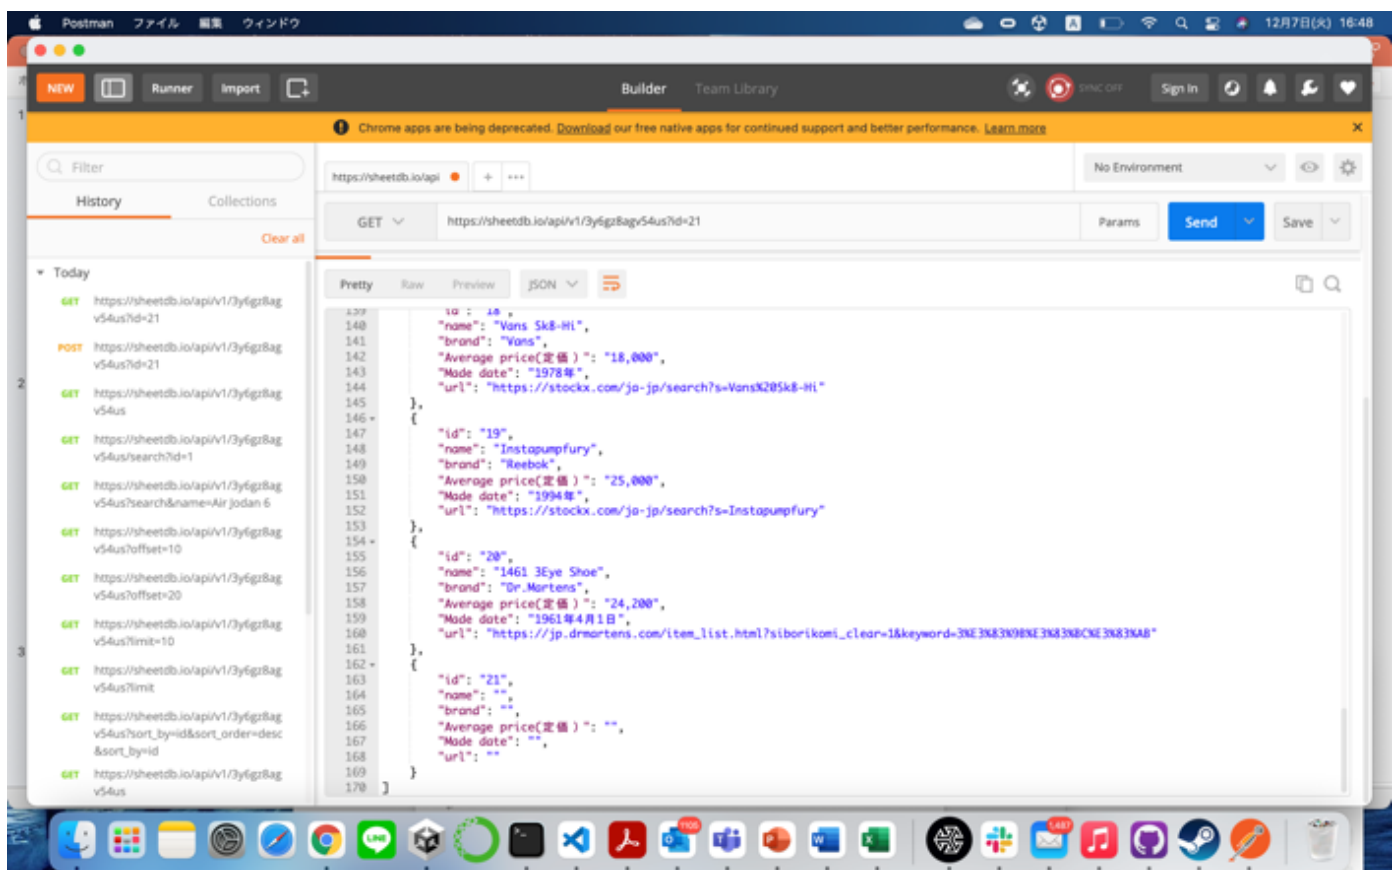 Postman ファイル 編集 ウィンドウ
A
12月7日(火) 16:48
NEW
Runner
Import
Builder
Team Library
SYNC OFF
Sign In
Chrome apps are being deprecated. Download our free native apps for continued support and better performance. Learn more
Filter
History
Collections
Clear all
Today
GET https://sheetdb.io/api/v1/3y6gz8ag
v54us?id=21
POST https://sheetdb.io/api/v1/3y6gz8ag
v54us?id=21
GET https://sheetdb.io/api/v1/3y6gz8ag
v54us
GET https://sheetdb.io/api/v1/3y6gz8ag
v54us/search?id=1
GET https://sheetdb.io/api/v1/3y6gz8ag
v54us?search&name=Air Jodan 6
GET https://sheetdb.io/api/v1/3y6gz8ag
v54us?offset=10
GET https://sheetdb.io/api/v1/3y6gz8ag
v54us?offset=20
GET https://sheetdb.io/api/v1/3y6gz8ag
v54us?limit=10
GET https://sheetdb.io/api/v1/3y6gz8ag
v54us?limit
GET https://sheetdb.io/api/v1/3y6gz8ag
v54us?sort_by=id&sort_order=desc
&sort_by=id
GET https://sheetdb.io/api/v1/3y6gz8ag
v54us
https://sheetdb.io/api
+
No Environment
GET
https://sheetdb.io/api/v1/3y6gz8agv54us?id=21
Params
Send
Save
Pretty
Raw
Preview
JSON
139 "id": "18",
140 "name": "Vans Sk8-Hi",
141 "brand": "Vans",
142 "Average price(定価)": "18,000",
143 "Made date": "1978年",
144 "url": "https://stockx.com/ja-jp/search?s=Vans%20Sk8-Hi"
145 },
146 {
147 "id": "19",
148 "name": "Instapumpfury",
149 "brand": "Reebok",
150 "Average price(定価)": "25,000",
151 "Made date": "1994年",
152 "url": "https://stockx.com/ja-jp/search?s=Instapumpfury"
153 },
154 {
155 "id": "20",
156 "name": "1461 3Eye Shoe",
157 "brand": "Dr.Martens",
158 "Average price(定価)": "24,200",
159 "Made date": "1961年4月1日",
160 "url": "https://jp.drmartens.com/item_list.html?siborikomi_clear=1&keyword=3%E3%83%9B%E3%83%BC%E3%83%AB"
161 },
162 {
163 "id": "21",
164 "name": "",
165 "brand": "",
166 "Average price(定価)": "",
167 "Made date": "",
168 "url": ""
169 }
170 ]
1
2
3
LINE
1105
1,487